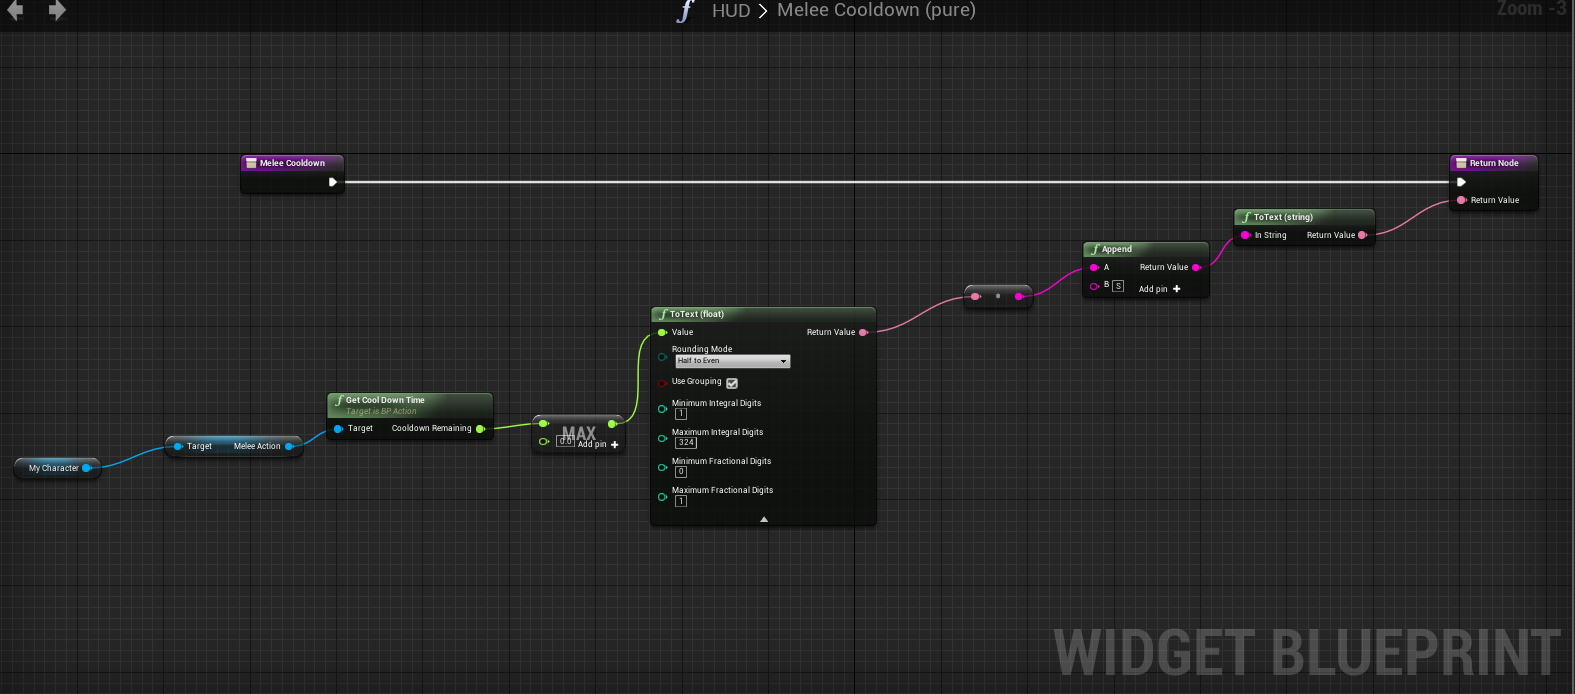 HUD > Melee Cooldown (pure)
Zoom -3
Melee Cooldown
Return Node
Return Value
ToText (string)
In String Return Value
Append
A Return Value
B S Add pin +
ToText (float)
Value Return Value
Rounding Mode
Half to Even
Use Grouping
Minimum Integral Digits
1
Maximum Integral Digits
324
Minimum Fractional Digits
0
Maximum Fractional Digits
1
Get Cool Down Time
Target is BP Action
Target Cooldown Remaining
MAX
0.0 Add pin +
Target Melee Action
My Character
WIDGET BLUEPRINT